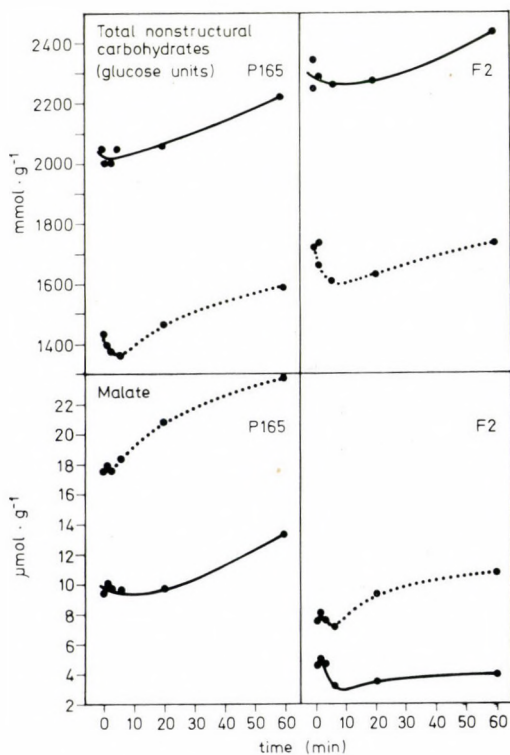 Total nonstructural
carbohydrates
(glucose units) P165
F2
2400
2200
2000
1800
1600
1400
mmol · g⁻¹
Malate
P165
F2
22
20
18
16
14
12
10
8
6
4
2
µmol · g⁻¹
0 10 20 30 40 50 60
0 10 20 30 40 50 60
time (min)